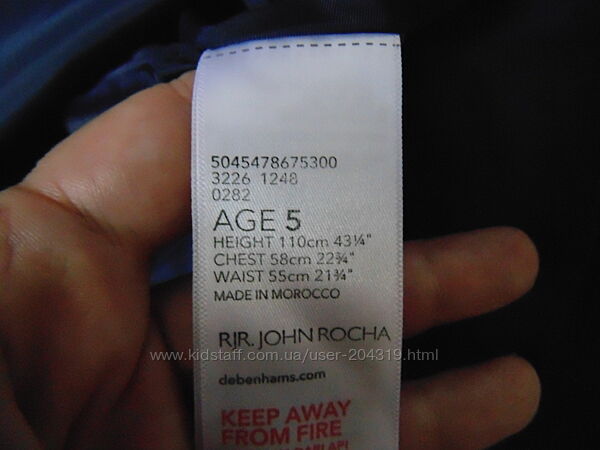 5045478675300
3226 1248
0282
AGE 5
HEIGHT 110cm 43¼"
CHEST 58cm 22¾"
WAIST 55cm 21¾"
MADE IN MOROCCO
RJR. JOHN ROCHA
www.kidstaff.com.ua/user-204319.html
debenhams.com
KEEP AWAY
FROM FIRE